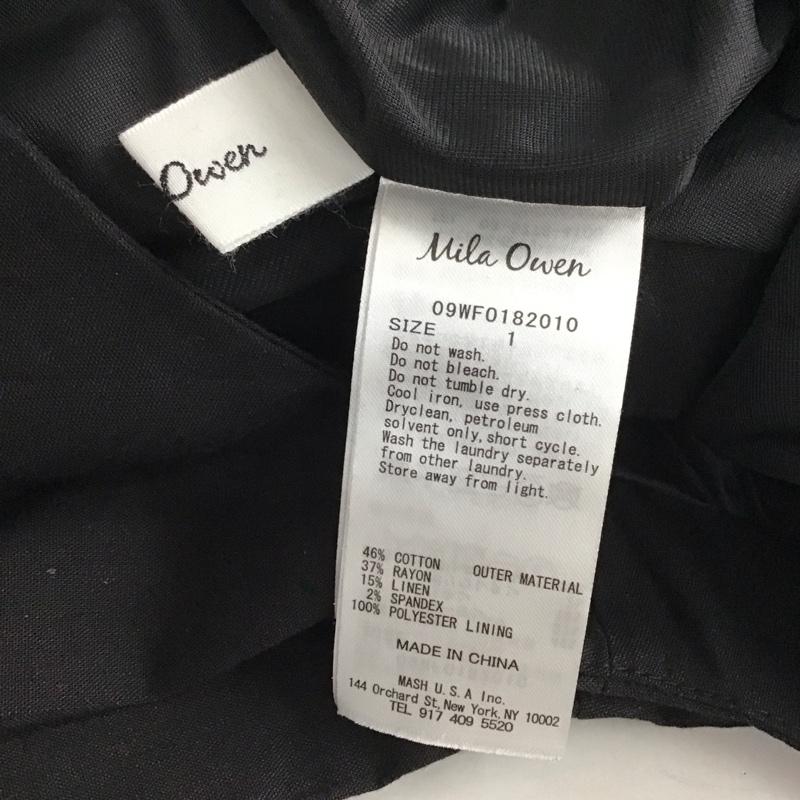 Owen
Mila Owen
09WF0182010
SIZE 1
Do not wash.
Do not bleach.
Do not tumble dry.
Cool iron, use press cloth.
Dryclean, petroleum
solvent only, short cycle.
Wash the laundry separately
from other laundry.
Store away from light.
46% COTTON OUTER MATERIAL
37% RAYON
15% LINEN
2% SPANDEX
100% POLYESTER LINING
MADE IN CHINA
MASH U.S.A Inc.
144 Orchard St, New York, NY 10002
TEL 917 409 5520